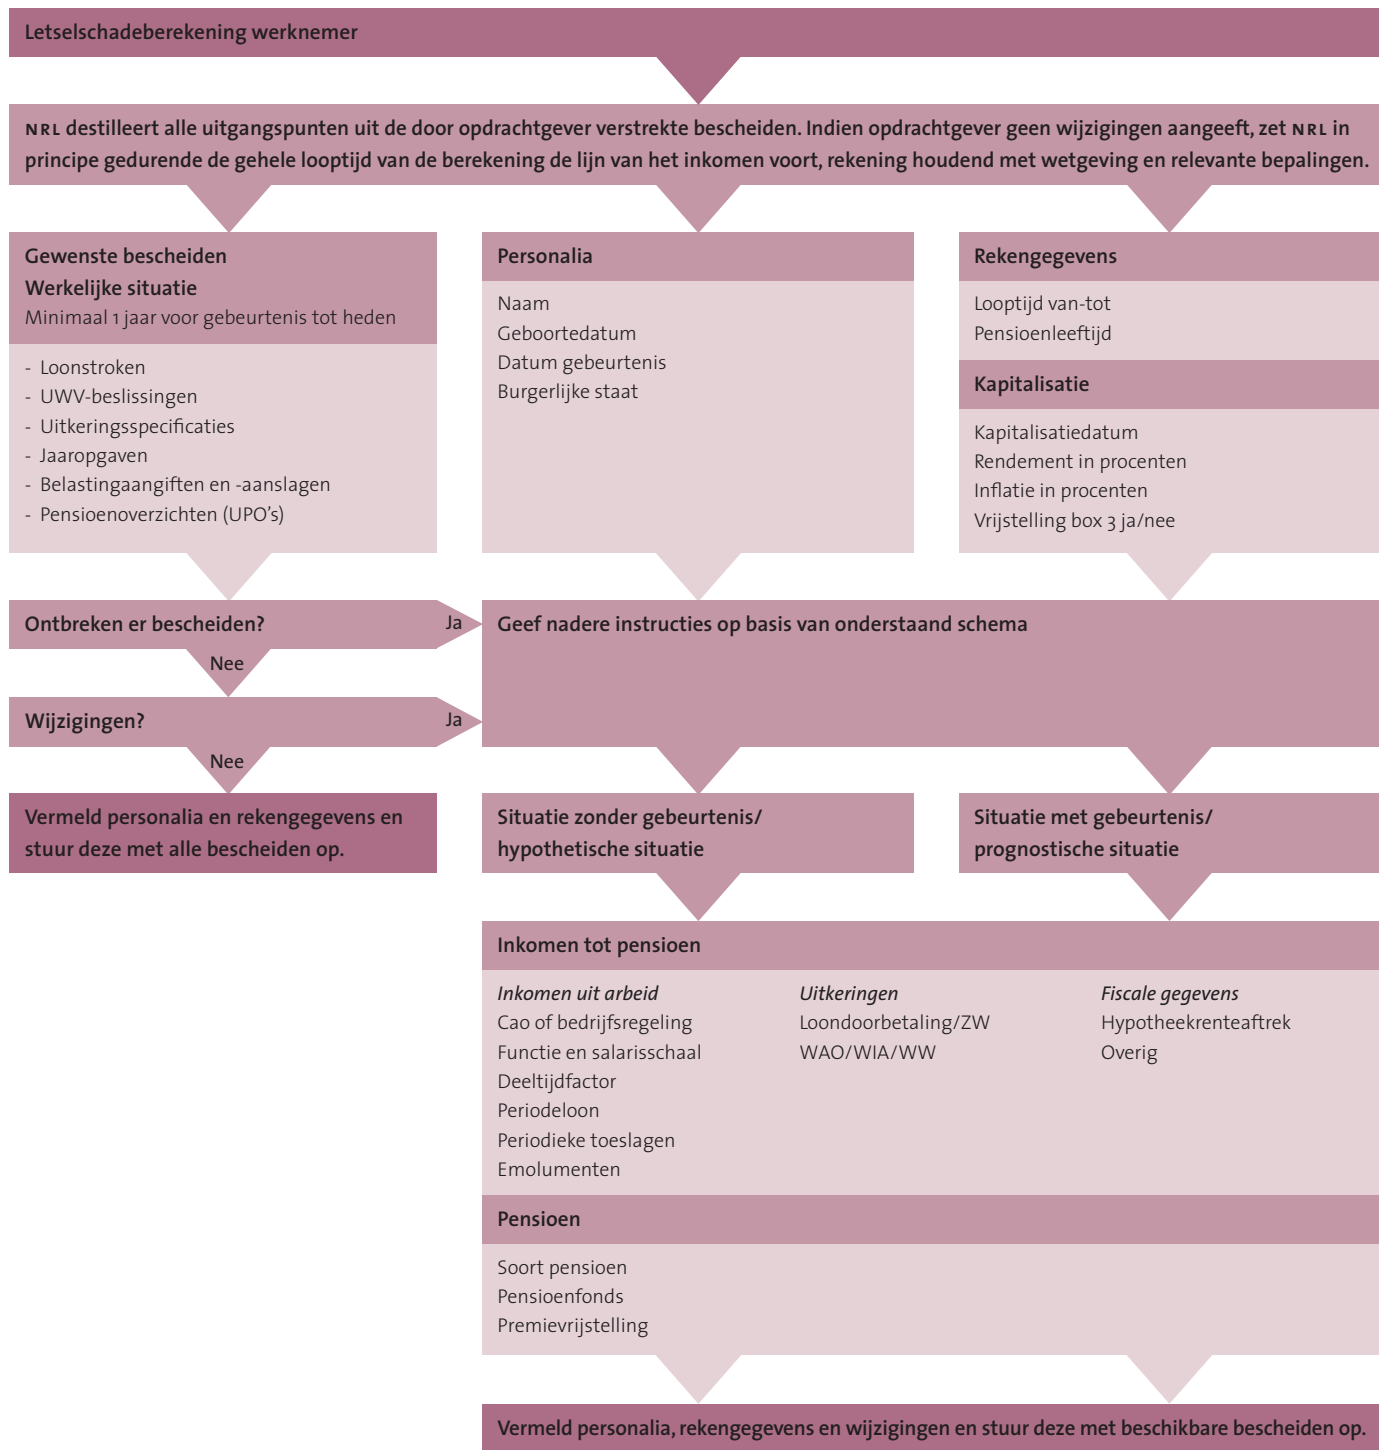 Letselschadeberekening werknemer
NRL destilleert alle uitgangspunten uit de door opdrachtgever verstrekte bescheiden. Indien opdrachtgever geen wijzigingen aangeeft, zet NRL in
principe gedurende de gehele looptijd van de berekening de lijn van het inkomen voort, rekening houdend met wetgeving en relevante bepalingen.
Gewenste bescheiden
Werkelijke situatie
Minimaal 1 jaar voor gebeurtenis tot heden
- Loonstroken
- UWV-beslissingen
- Uitkeringsspecificaties
- Jaaropgaven
- Belastingaangiften en -aanslagen
- Pensioenoverzichten (UPO's)
Personalia
Naam
Geboortedatum
Datum gebeurtenis
Burgerlijke staat
Rekengegevens
Looptijd van-tot
Pensioenleeftijd
Kapitalisatie
Kapitalisatiedatum
Rendement in procenten
Inflatie in procenten
Vrijstelling box 3 ja/nee
Ontbreken er bescheiden?
Ja
Nee
Geef nadere instructies op basis van onderstaand schema
Wijzigingen?
Ja
Nee
Vermeld personalia en rekengegevens en
stuur deze met alle bescheiden op.
Situatie zonder gebeurtenis/
hypothetische situatie
Situatie met gebeurtenis/
prognostische situatie
Inkomen tot pensioen
Inkomen uit arbeid
Cao of bedrijfsregeling
Functie en salarisschaal
Deeltijdfactor
Periodeloon
Periodieke toeslagen
Emolumenten
Uitkeringen
Loondoorbetaling/ZW
WAO/WIA/WW
Fiscale gegevens
Hypotheekrenteaftrek
Overig
Pensioen
Soort pensioen
Pensioenfonds
Premievrijstelling
Vermeld personalia, rekengegevens en wijzigingen en stuur deze met beschikbare bescheiden op.